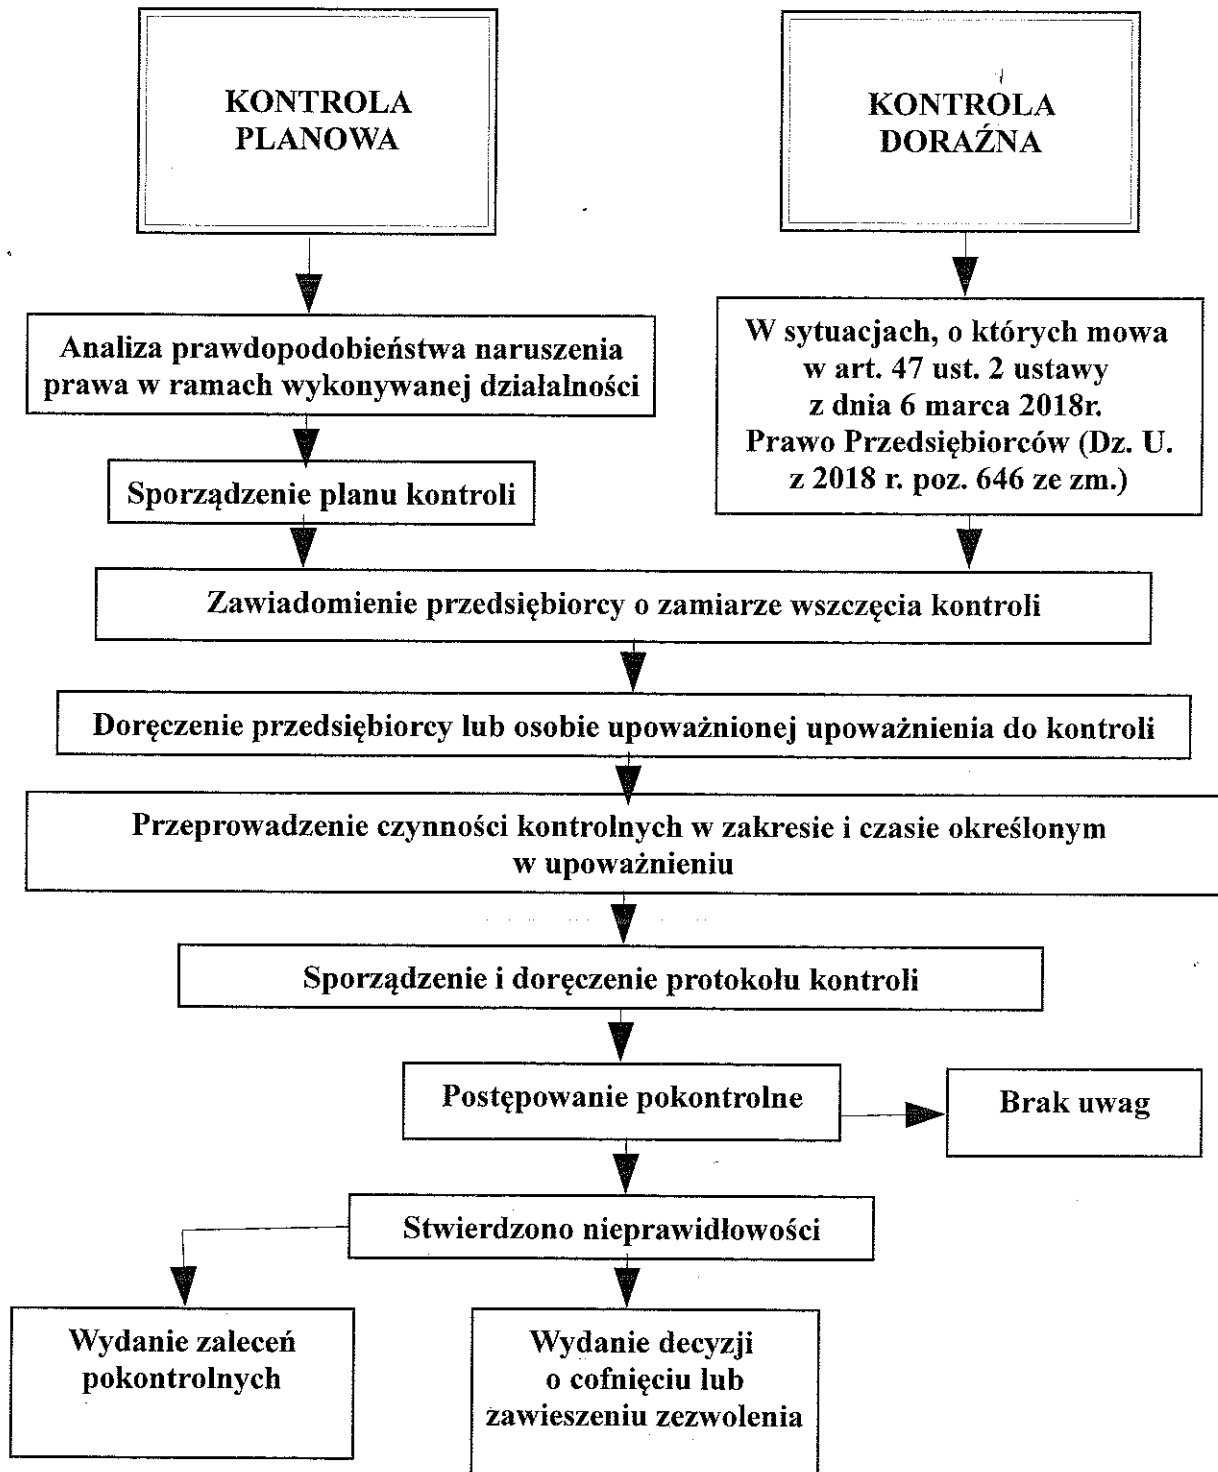 KONTROLA
PLANOWA
KONTROLA
DORAŹNA
Analiza prawdopodobieństwa naruszenia
prawa w ramach wykonywanej działalności
W sytuacjach, o których mowa
w art. 47 ust. 2 ustawy
z dnia 6 marca 2018r.
Prawo Przedsiębiorców (Dz. U.
z 2018 r. poz. 646 ze zm.)
Sporządzenie planu kontroli
Zawiadomienie przedsiębiorcy o zamiarze wszczęcia kontroli
Doręczenie przedsiębiorcy lub osobie upoważnionej upoważnienia do kontroli
Przeprowadzenie czynności kontrolnych w zakresie i czasie określonym
w upoważnieniu
Sporządzenie i doręczenie protokołu kontroli
Postępowanie pokontrolne
Brak uwag
Stwierdzono nieprawidłowości
Wydanie zaleceń
pokontrolnych
Wydanie decyzji
o cofnięciu lub
zawieszeniu zezwolenia